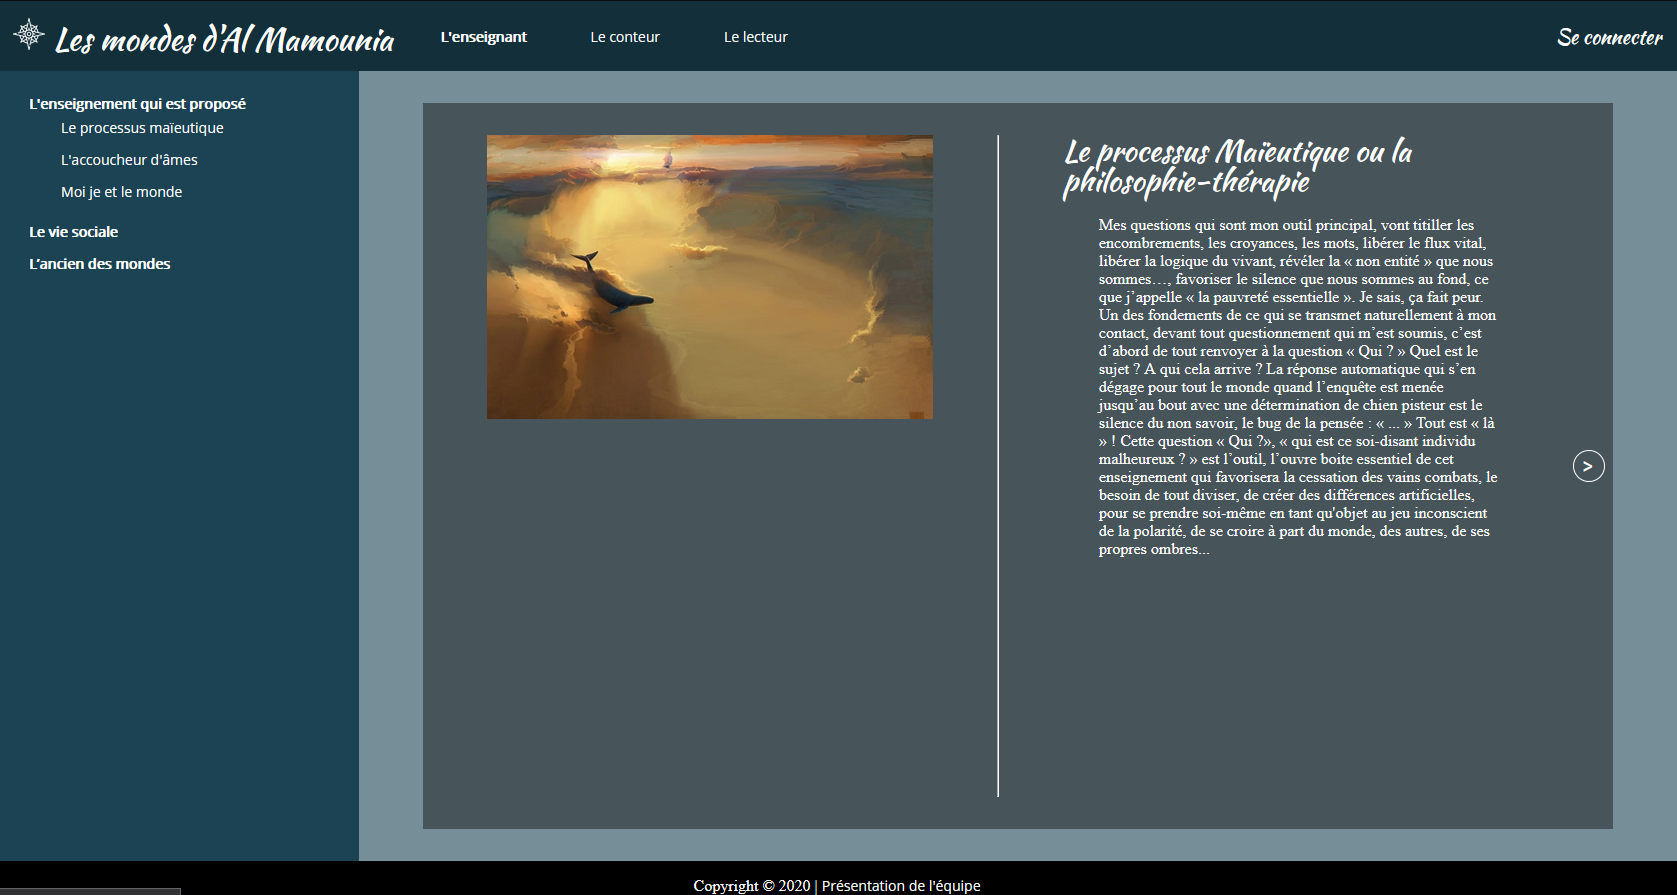 Les mondes d'Al Mamounia
L'enseignant
Le conteur
Le lecteur
Se connecter
L'enseignement qui est proposé
Le processus maïeutique
L'accoucheur d'âmes
Moi je et le monde
Le vie sociale
L'ancien des mondes
Le processus Maïeutique ou la
philosophie-thérapie
Mes questions qui sont mon outil principal, vont titiller les
encombrements, les croyances, les mots, libérer le flux vital,
libérer la logique du vivant, révéler la « non entité » que nous
sommes…, favoriser le silence que nous sommes au fond, ce
que j’appelle « la pauvreté essentielle ». Je sais, ça fait peur.
Un des fondements de ce qui se transmet naturellement à mon
contact, devant tout questionnement qui m’est soumis, c’est
d’abord de tout renvoyer à la question « Qui ? » Quel est le
sujet ? A qui cela arrive ? La réponse automatique qui s’en
dégage pour tout le monde quand l’enquête est menée
jusqu’au bout avec une détermination de chien pisteur est le
silence du non savoir, le bug de la pensée : « ... » Tout est « là
» ! Cette question « Qui ?», « qui est ce soi-disant individu
malheureux ? » est l’outil, l’ouvre boite essentiel de cet
enseignement qui favorisera la cessation des vains combats, le
besoin de tout diviser, de créer des différences artificielles,
pour se prendre soi-même en tant qu'objet au jeu inconscient
de la polarité, de se croire à part du monde, des autres, de ses
propres ombres...
>
Copyright © 2020 | Présentation de l'équipe